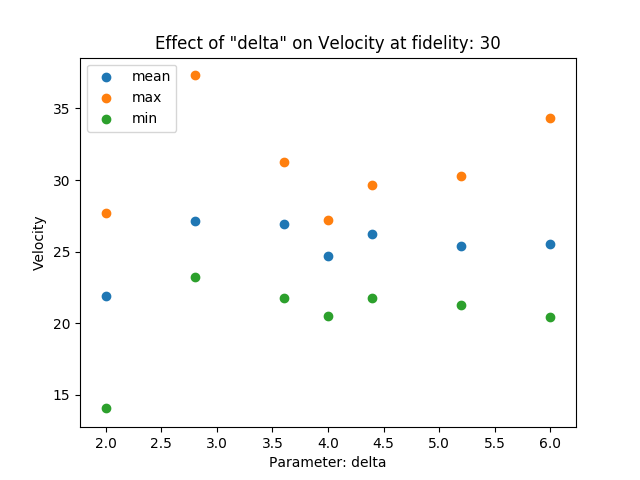 Effect of "delta" on Velocity at fidelity: 30
mean
max
min
Velocity
35
30
25
20
15
2.0 2.5 3.0 3.5 4.0 4.5 5.0 5.5 6.0
Parameter: delta